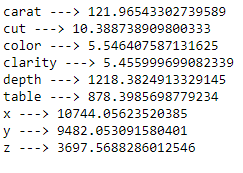 carat ---> 121.96543302739589
cut ---> 10.388738909800333
color ---> 5.546407587131625
clarity ---> 5.455999699082339
depth ---> 1218.3824913329145
table ---> 878.3985698779234
x ---> 10744.05623520385
y ---> 9482.053091580401
z ---> 3697.5688286012546